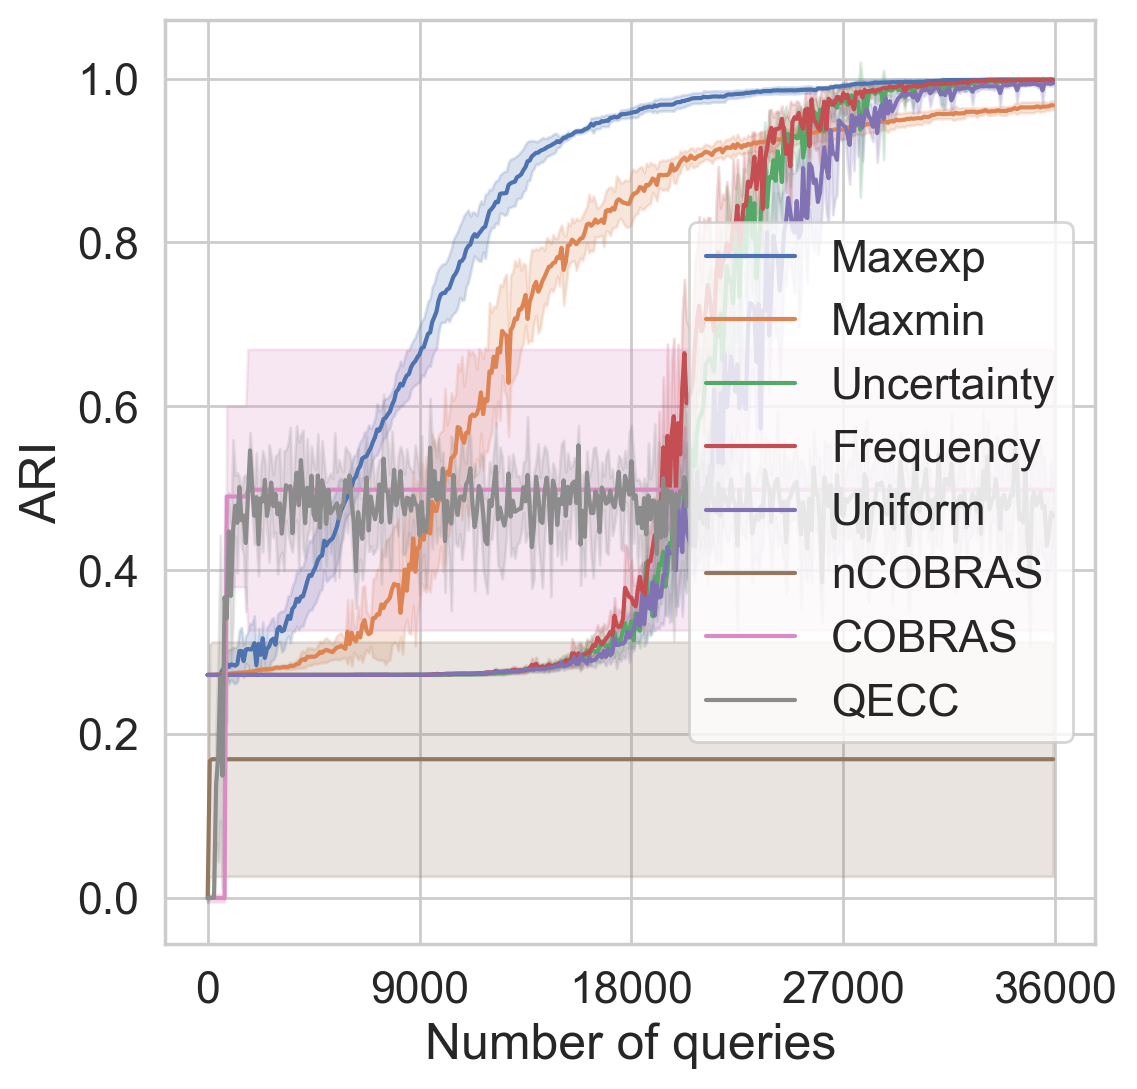 ARI
1.0
0.8
0.6
0.4
0.2
0.0
Maxexp
Maxmin
Uncertainty
Frequency
Uniform
nCOBRAS
COBRAS
QECC
0 9000 18000 27000 36000
Number of queries